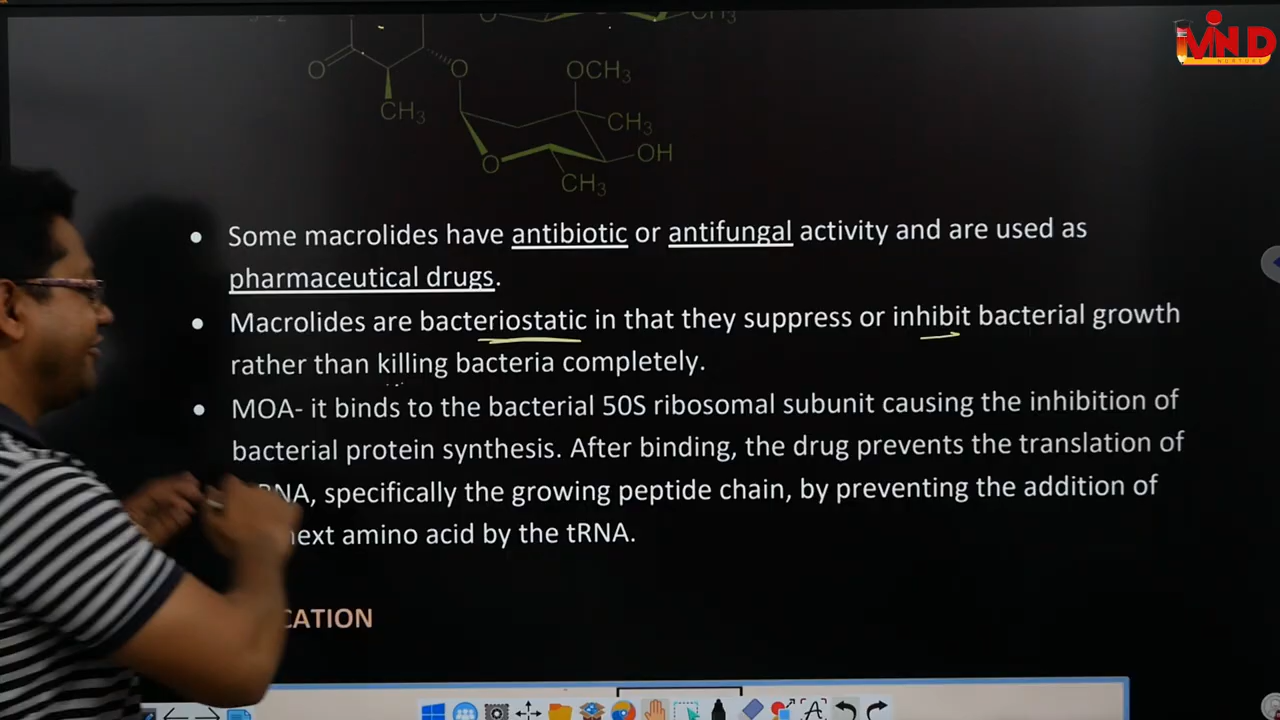 MIND
NURTURE
CH₃
O
O
OCH₃
CH₃
CH₃
OH
O
CH₃
• Some macrolides have antibiotic or antifungal activity and are used as
pharmaceutical drugs.
• Macrolides are bacteriostatic in that they suppress or inhibit bacterial growth
rather than killing bacteria completely.
• MOA- it binds to the bacterial 50S ribosomal subunit causing the inhibition of
bacterial protein synthesis. After binding, the drug prevents the translation of
specifically the growing peptide chain, by preventing the addition of
amino acid by the tRNA.
CATION